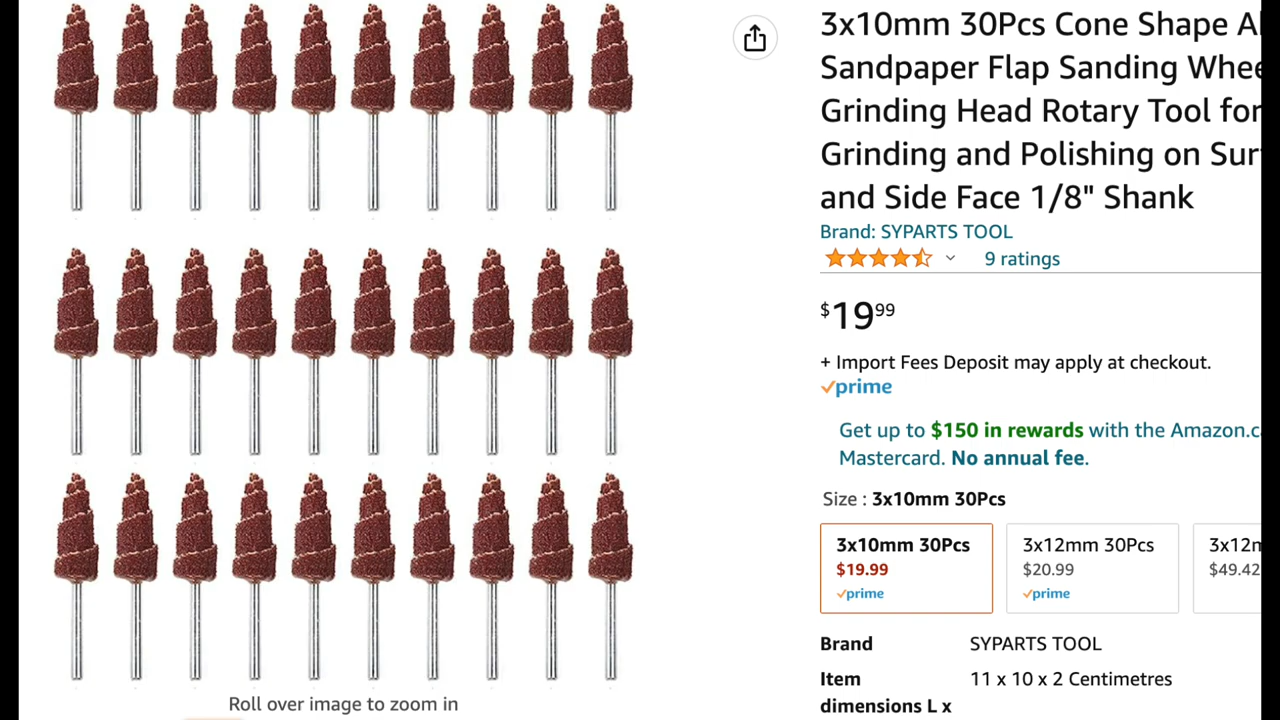 3x10mm 30Pcs Cone Shape
Sandpaper Flap Sanding
Grinding Head Rotary Tool for
Grinding and Polishing on
and Side Face 1/8" Shank
Brand: SYPARTS TOOL
9 ratings
$19.99
+ Import Fees Deposit may apply at checkout.
prime
Get up to $150 in rewards with the
Mastercard. No annual fee.
Size : 3x10mm 30Pcs
3x10mm 30Pcs 3x12mm 30Pcs
$19.99 $20.99 $49.42
prime prime
Brand SYPARTS TOOL
Item 11 x 10 x 2 Centimetres
dimensions L x
Roll over image to zoom in